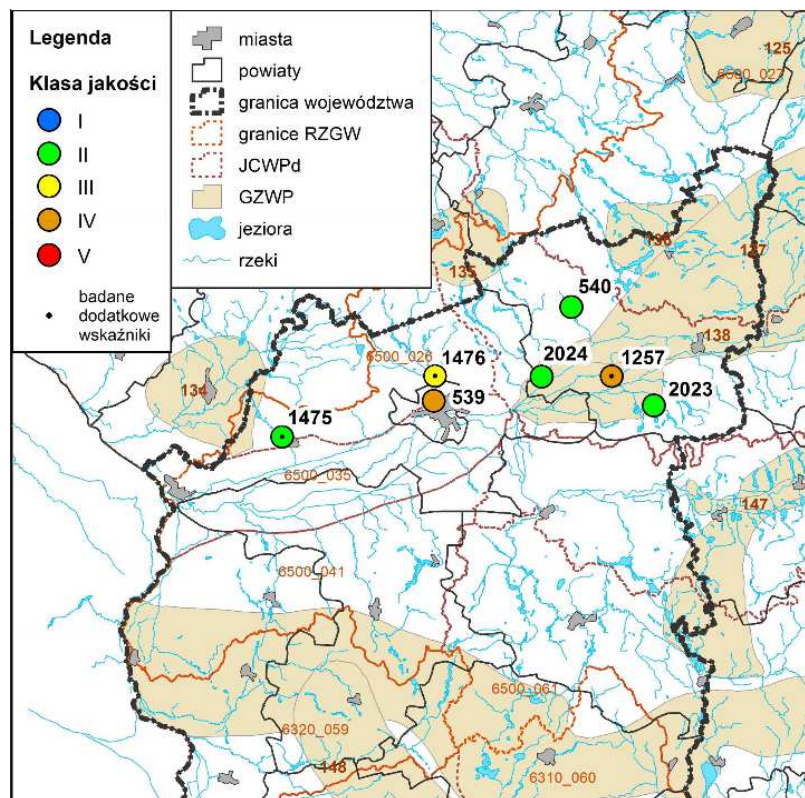 Legenda
Klasa jakości
I
II
III
IV
V
badane
dodatkowe
wskaźniki
miasta
powiaty
granica województwa
granice RZGW
JCWPd
GZWP
jeziora
rzeki
125
6500_027
136
127
135
540
138
6500_026
1476
2024
1257
134
539
2023
1475
6500_035
147
6500_041
6500_061
6320_059
148
6310_060